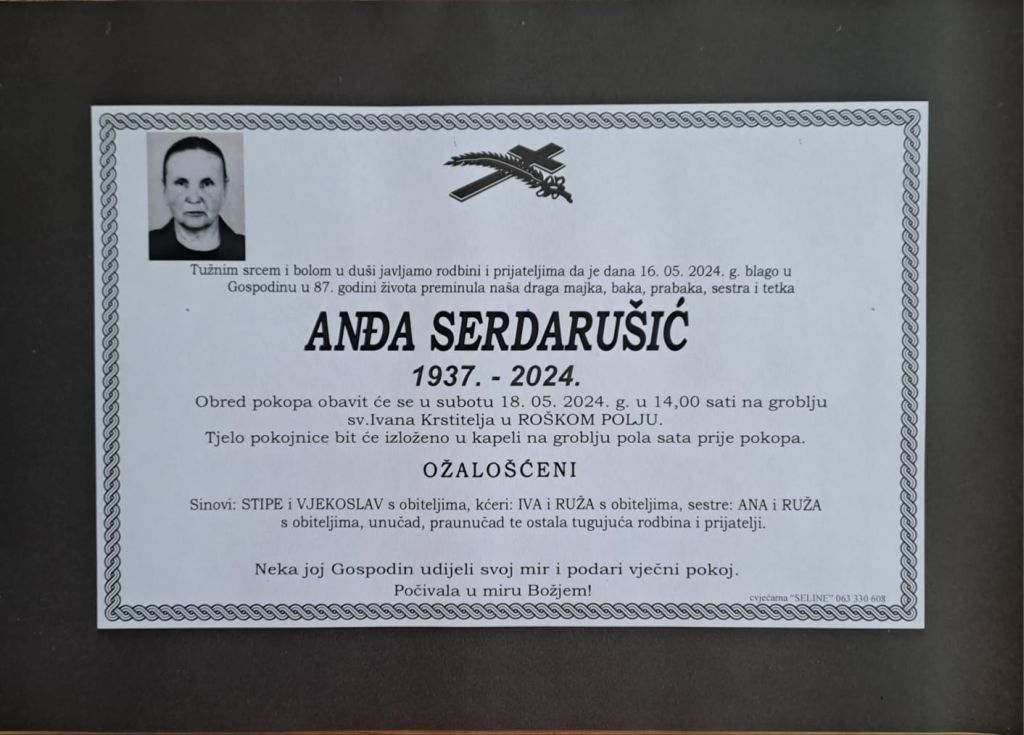 Tužnim srcem i bolom u duši javljamo rodbini i prijateljima da je dana 16. 05. 2024. g. blago u
Gospodinu u 87. godini života preminula naša draga majka, baka, prabaka, sestra i tetka
ANĐA SERDARUŠIĆ
1937. - 2024.
Obred pokopa obavit će se u subotu 18. 05. 2024. g. u 14,00 sati na groblju
sv.Ivana Krstitelja u ROŠKOM POLJU.
Tjelo pokojnice bit će izloženo u kapeli na groblju pola sata prije pokopa.
OŽALOŠĆENI
Sinovi: STIPE i VJEKOSLAV s obiteljima, kćeri: IVA i RUŽA s obiteljima, sestre: ANA i RUŽA
s obiteljima, unučad, praunučad te ostala tugujuća rodbina i prijatelji.
Neka joj Gospodin udijeli svoj mir i podari vječni pokoj.
Počivala u miru Božjem!
cvjećarna "SELINE" 063 330 608